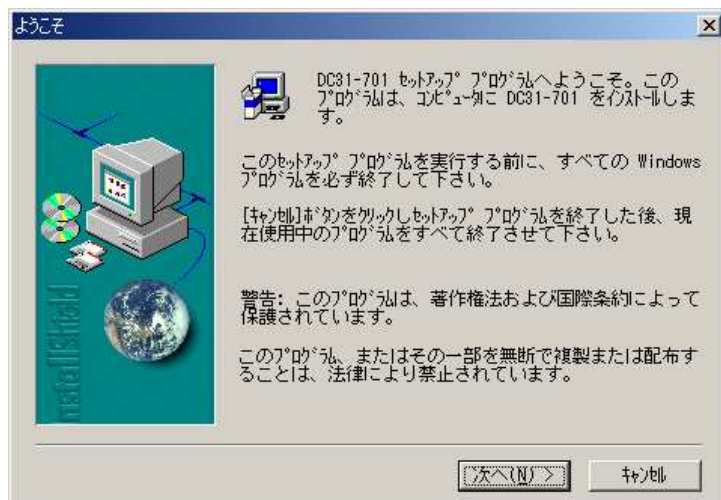 ようこそ
DC31-701 ｾｯﾄｱｯﾌﾟ ﾌﾟﾛｸﾞﾗﾑへようこそ。この
ﾌﾟﾛｸﾞﾗﾑは、ｺﾝﾋﾟｭｰﾀに DC31-701 をｲﾝｽﾄｰﾙしま
す。
このｾｯﾄｱｯﾌﾟ ﾌﾟﾛｸﾞﾗﾑを実行する前に、すべての Windows
ﾌﾟﾛｸﾞﾗﾑを必ず終了して下さい。
[ｷｬﾝｾﾙ]ﾎﾞﾀﾝをｸﾘｯｸしｾｯﾄｱｯﾌﾟ ﾌﾟﾛｸﾞﾗﾑを終了した後、現
在使用中のﾌﾟﾛｸﾞﾗﾑをすべて終了させて下さい。
警告: このﾌﾟﾛｸﾞﾗﾑは、著作権法および国際条約によって
保護されています。
このﾌﾟﾛｸﾞﾗﾑ、またはその一部を無断で複製または配布す
ることは、法律により禁止されています。
InstallShield
次へ(N) >
ｷｬﾝｾﾙ